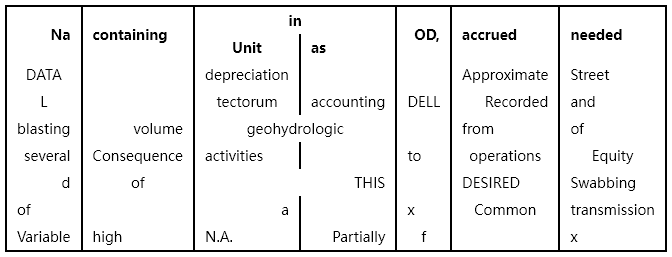 in
Na containing Unit as OD, accrued needed
DATA depreciation Approximate Street
L tectorum accounting DELL Recorded and
blasting volume geohydrologic from of
several Consequence activities to operations Equity
d of THIS DESIRED Swabbing
of a x Common transmission
Variable high N.A. Partially f x